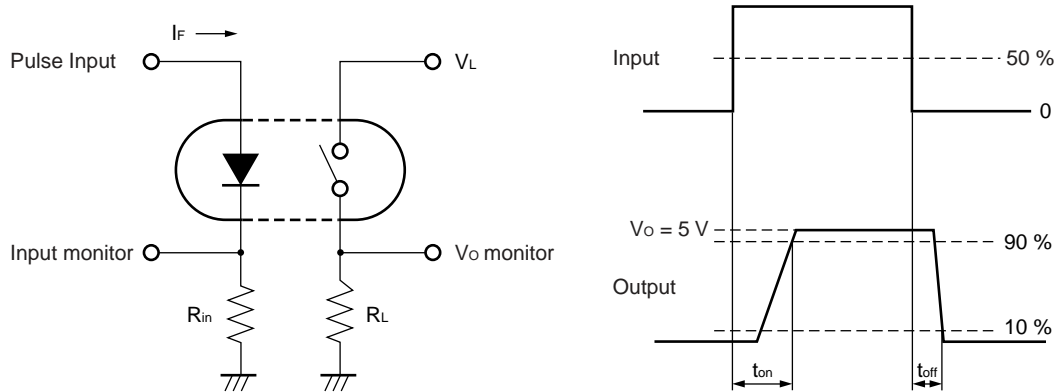 IF
Pulse Input
VL
Input monitor
VO monitor
Rin
RL
Input
50 %
0
VO = 5 V
90 %
Output
10 %
ton
toff